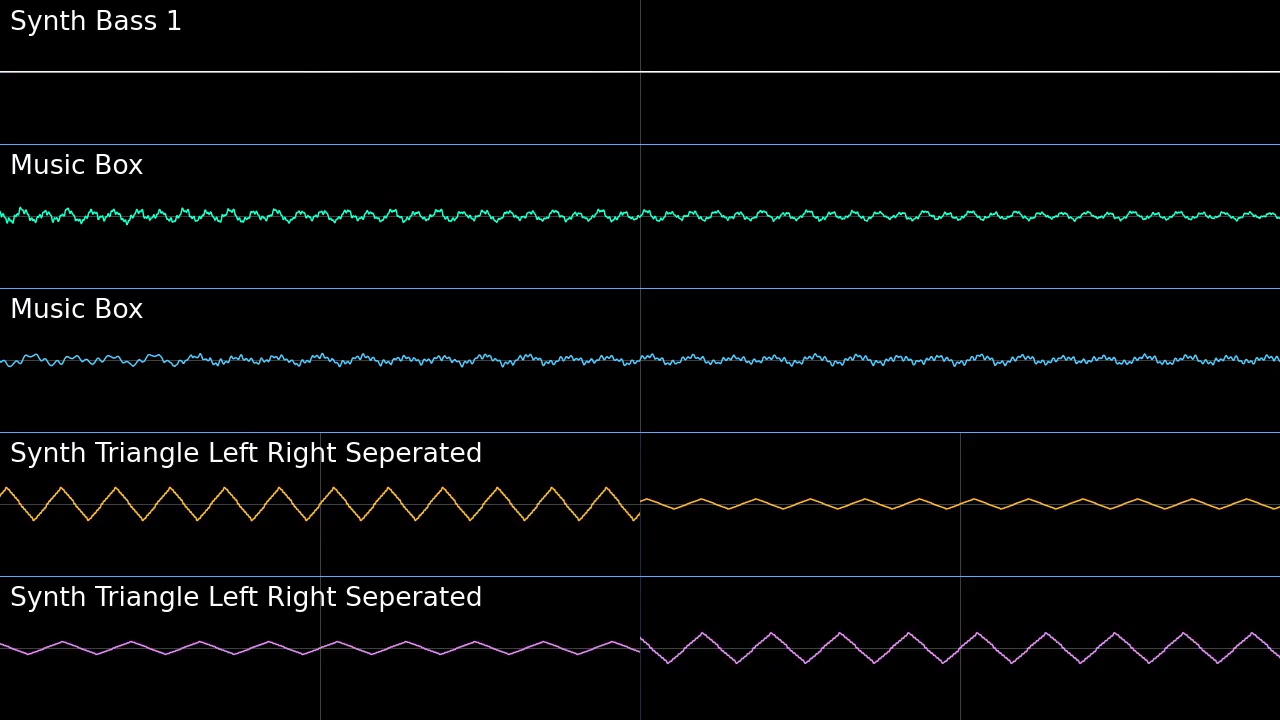 Synth Bass 1
Music Box
Music Box
Synth Triangle Left Right Seperated
Synth Triangle Left Right Seperated